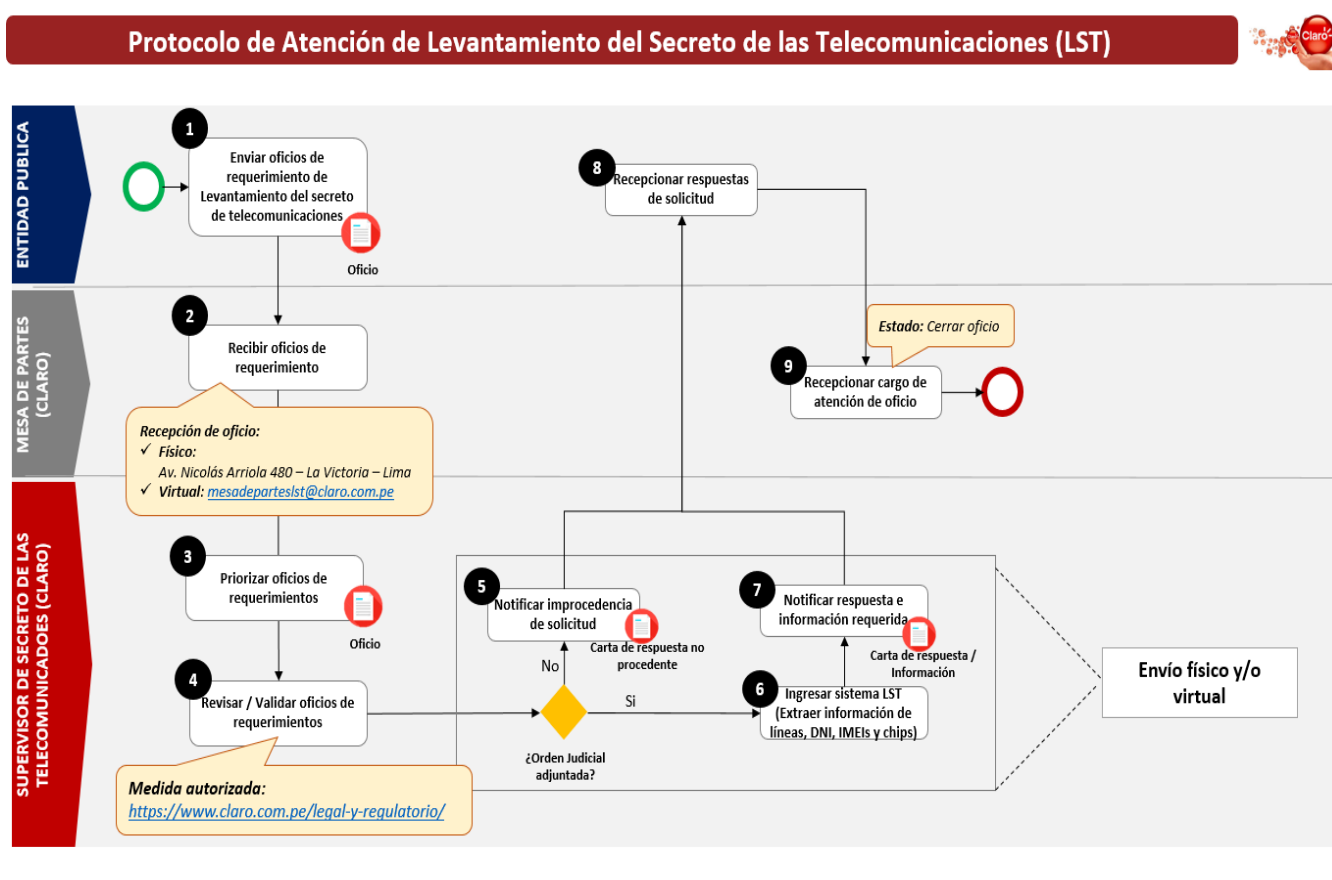 Protocolo de Atención de Levantamiento del Secreto de las Telecomunicaciones (LST)
Claro
ENTIDAD PUBLICA
1
Enviar oficios de
requerimiento de
Levantamiento del secreto
de telecomunicaciones
Oficio
8
Recepcionar respuestas
de solicitud
MESA DE PARTES
(CLARO)
2
Recibir oficios de
requerimiento
Recepción de oficio:
✓ Físico:
Av. Nicolás Arriola 480 – La Victoria – Lima
✓ Virtual: mesadeparteslst@claro.com.pe
Estado: Cerrar oficio
9
Recepcionar cargo de
atención de oficio
SUPERVISOR DE SECRETO DE LAS
TELECOMUNICADOES (CLARO)
3
Priorizar oficios de
requerimientos
Oficio
4
Revisar / Validar oficios de
requerimientos
Medida autorizada:
https://www.claro.com.pe/legal-y-regulatorio/
5
Notificar improcedencia
de solicitud
Carta de respuesta no
procedente
No
Si
¿Orden Judicial
adjuntada?
7
Notificar respuesta e
información requerida
Carta de respuesta /
Información
6
Ingresar sistema LST
(Extraer información de
líneas, DNI, IMEIs y chips)
Envío físico y/o
virtual